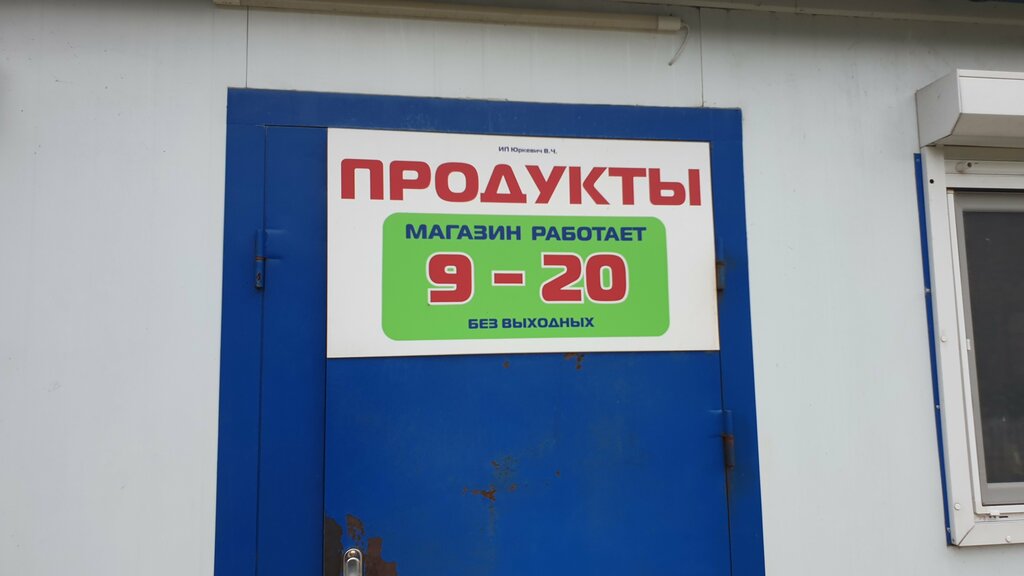 ИП Юркевич В.Ч.
ПРОДУКТЫ
МАГАЗИН РАБОТАЕТ
9 - 20
БЕЗ ВЫХОДНЫХ